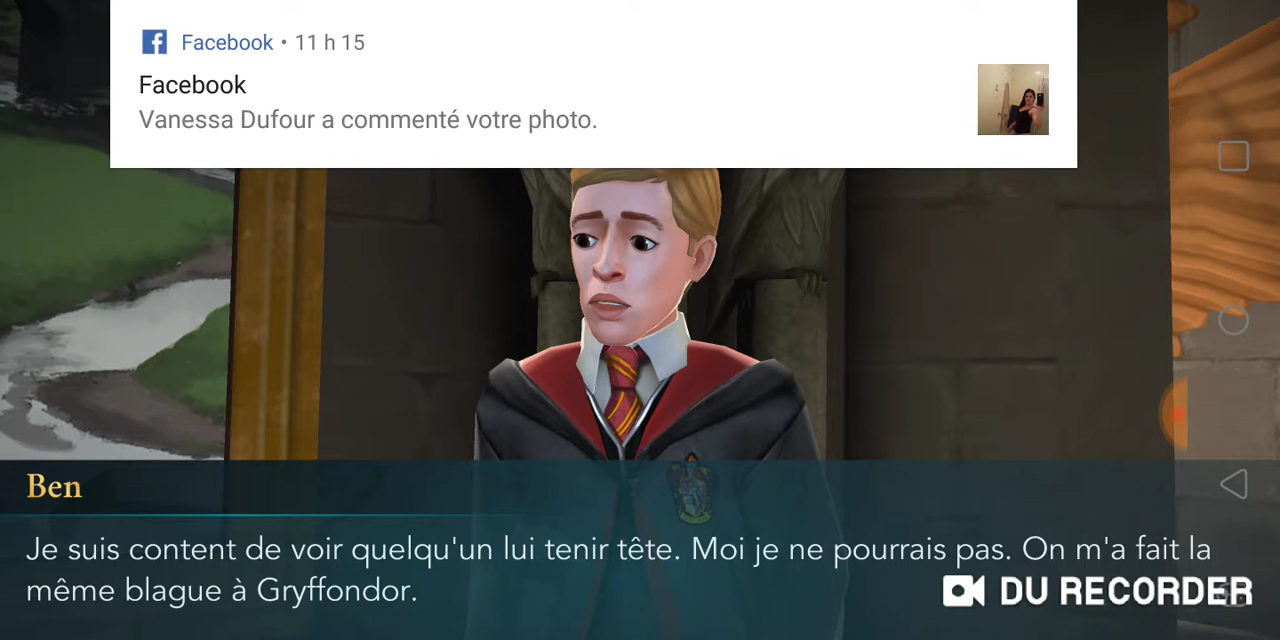 Facebook • 11 h 15
Facebook
Vanessa Dufour a commenté votre photo.
Ben
Je suis content de voir quelqu'un lui tenir tête. Moi je ne pourrais pas. On m'a fait la
même blague à Gryffondor.
DU RECORDER